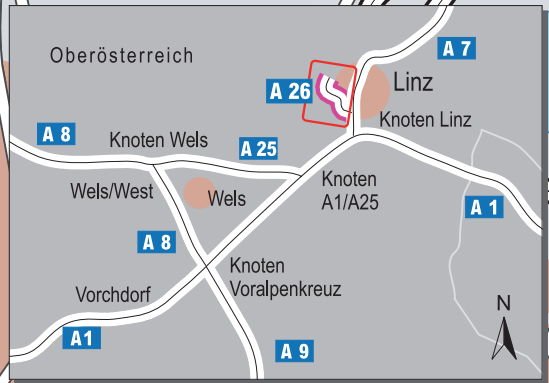 Oberösterreich
A 7
A 26
Linz
Knoten Linz
A 8
Knoten Wels
A 25
Wels/West
Wels
Knoten
A1/A25
A 1
A 8
Knoten
Voralpenkreuz
Vorchdorf
A1
A 9
N